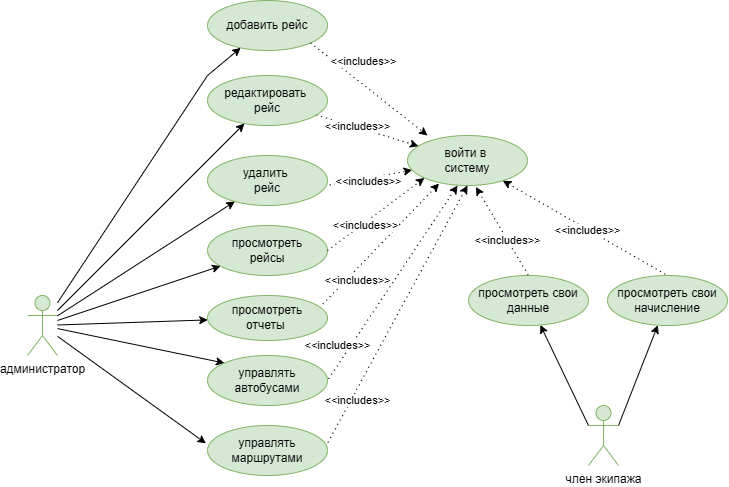 добавить рейс
<<includes>>
редактировать
рейс
<<includes>>
войти в
систему
удалить
рейс
<<includes>>
просмотреть
рейсы
<<includes>>
<<includes>>
<<includes>>
просмотреть
отчеты
<<includes>>
просмотреть свои
данные
просмотреть свои
начисление
администратор
управлять
автобусами
<<includes>>
управлять
маршрутами
<<includes>>
член экипажа